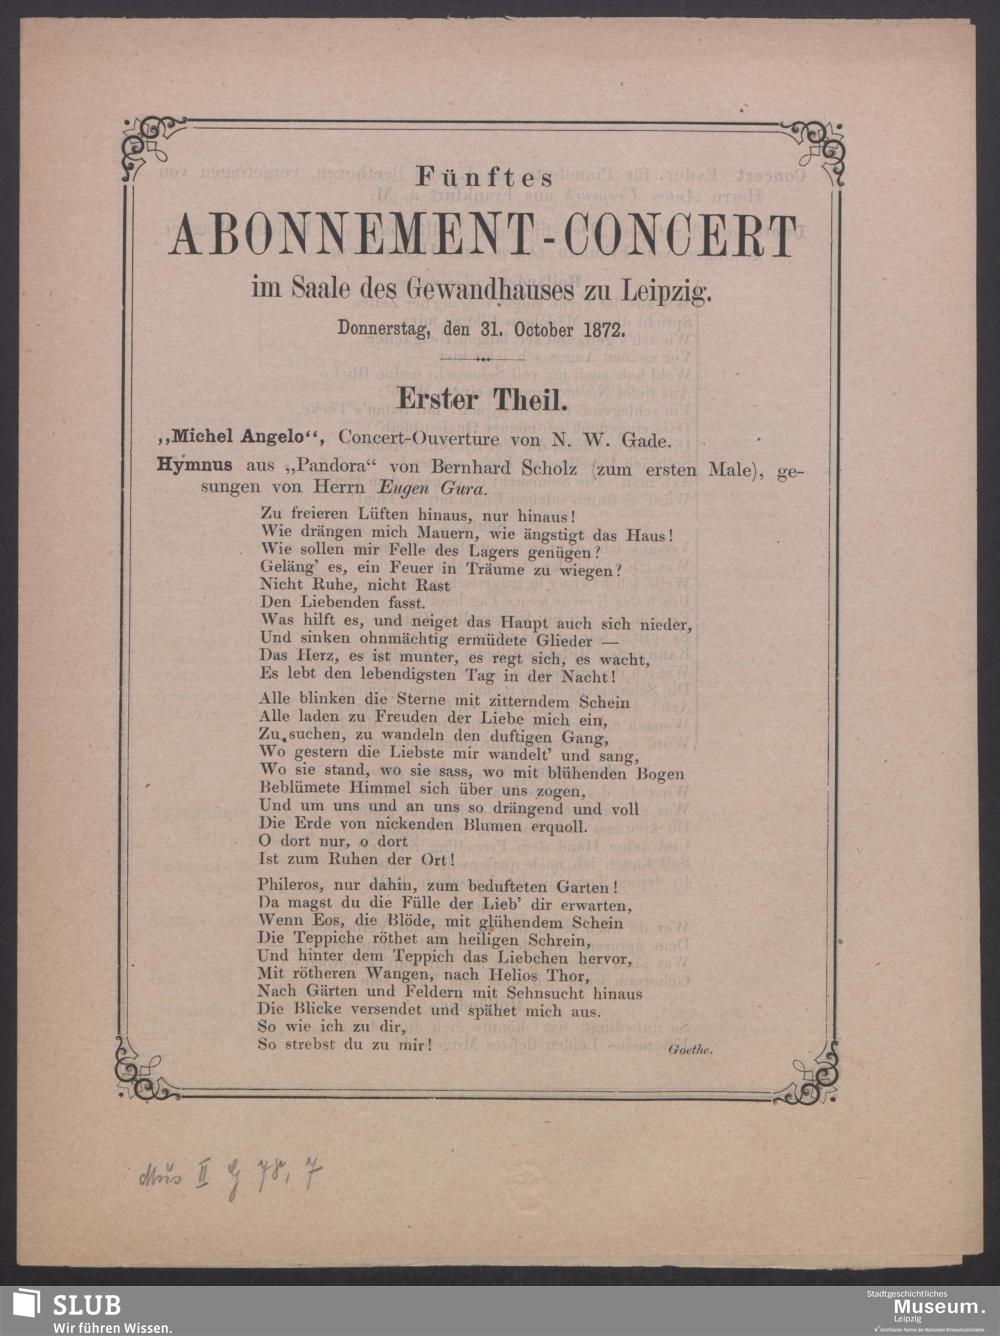 Fünftes
ABONNEMENT-CONCERT
im Saale des Gewandhauses zu Leipzig.
Donnerstag, den 31. October 1872.
Erster Theil.
„Michel Angelo“, Concert-Ouverture von N. W. Gade.
Hymnus aus „Pandora“ von Bernhard Scholz (zum ersten Male), ge-
sungen von Herrn Eugen Gura.
Zu freieren Lüften hinaus, nur hinaus!
Wie drängen mich Mauern, wie ängstigt das Haus!
Wie sollen mir Felle des Lagers genügen?
Geläng' es, ein Feuer in Träume zu wiegen?
Nicht Ruhe, nicht Rast
Den Liebenden fasst.
Was hilft es, und neiget das Haupt auch sich nieder,
Und sinken ohnmächtig ermüdete Glieder —
Das Herz, es ist munter, es regt sich, es wacht,
Es lebt den lebendigsten Tag in der Nacht!
Alle blinken die Sterne mit zitterndem Schein
Alle laden zu Freuden der Liebe mich ein,
Zu suchen, zu wandeln den duftigen Gang,
Wo gestern die Liebste mir wandelt' und sang,
Wo sie stand, wo sie sass, wo mit blühenden Bogen
Beblümete Himmel sich über uns zogen,
Und um uns und an uns so drängend und voll
Die Erde von nickenden Blumen erquoll.
O dort nur, o dort
Ist zum Ruhen der Ort!
Phileros, nur dahin, zum bedufteten Garten!
Da magst du die Fülle der Lieb' dir erwarten,
Wenn Eos, die Blöde, mit glühendem Schein
Die Teppiche röthet am heiligen Schrein,
Und hinter dem Teppich das Liebchen hervor,
Mit rötheren Wangen, nach Helios Thor,
Nach Gärten und Feldern mit Sehnsucht hinaus
Die Blicke versendet und spähet mich aus.
So wie ich zu dir,
So strebst du zu mir!
Goethe.
Mus II G 78, 7
SLUB
Wir führen Wissen.
Stadtgeschichtliches
Museum.
Leipzig